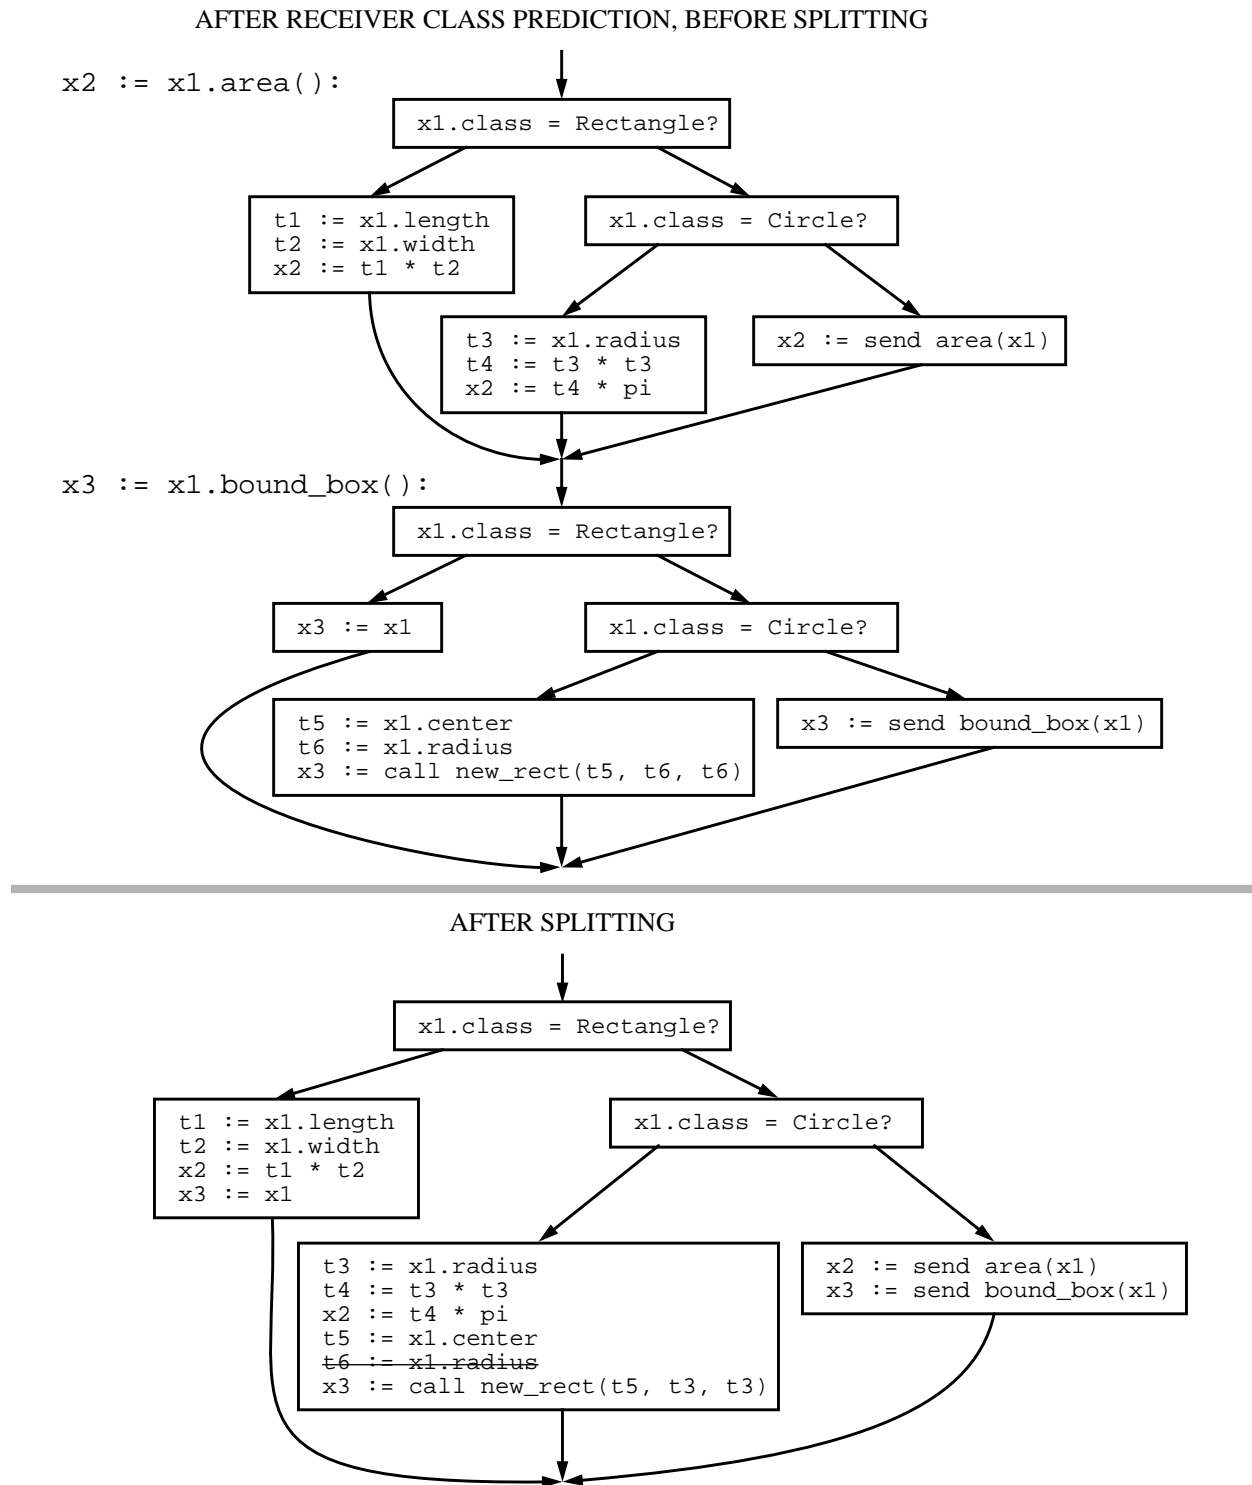 AFTER RECEIVER CLASS PREDICTION, BEFORE SPLITTING
x2 := x1.area():
x1.class = Rectangle?
t1 := x1.length
t2 := x1.width
x2 := t1 * t2
x1.class = Circle?
t3 := x1.radius
t4 := t3 * t3
x2 := t4 * pi
x2 := send area(x1)
x3 := x1.bound_box():
x1.class = Rectangle?
x3 := x1
x1.class = Circle?
t5 := x1.center
t6 := x1.radius
x3 := call new_rect(t5, t6, t6)
x3 := send bound_box(x1)
AFTER SPLITTING
x1.class = Rectangle?
t1 := x1.length
t2 := x1.width
x2 := t1 * t2
x3 := x1
x1.class = Circle?
t3 := x1.radius
t4 := t3 * t3
x2 := t4 * pi
t5 := x1.center
t6 := x1.radius
x3 := call new_rect(t5, t3, t3)
x2 := send area(x1)
x3 := send bound_box(x1)